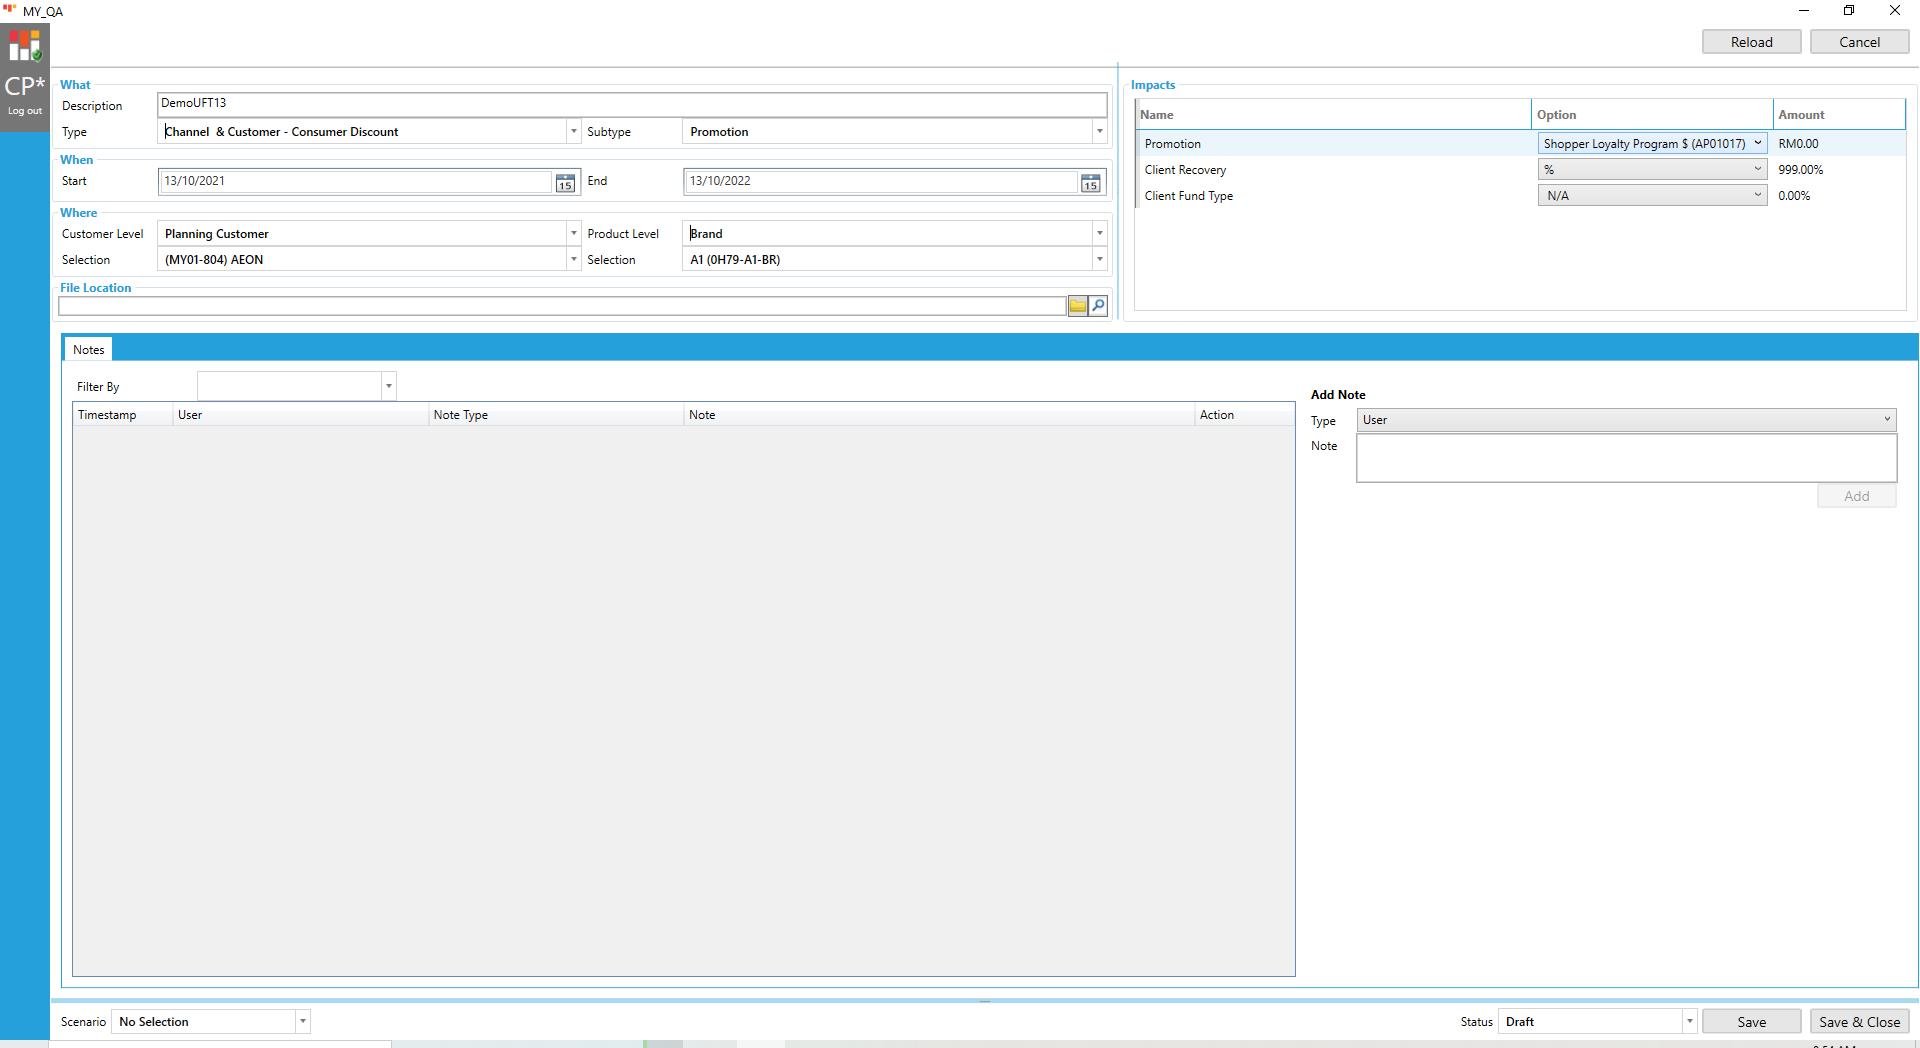 MY_QA
Reload
Cancel
CP*
Log out
What
Description
DemoUFT13
Type
Channel & Customer - Consumer Discount
Subtype
Promotion
When
Start
13/10/2021
15
End
13/10/2022
15
Where
Customer Level
Planning Customer
Product Level
Brand
Selection
(MY01-804) AEON
Selection
A1 (0H79-A1-BR)
File Location
Impacts
Name Option Amount
Promotion Shopper Loyalty Program $ (AP01017) RM0.00
Client Recovery % 999.00%
Client Fund Type N/A 0.00%
Notes
Filter By
Timestamp User Note Type Note Action
Add Note
Type User
Note
Add
Scenario No Selection
Status Draft
Save
Save & Close